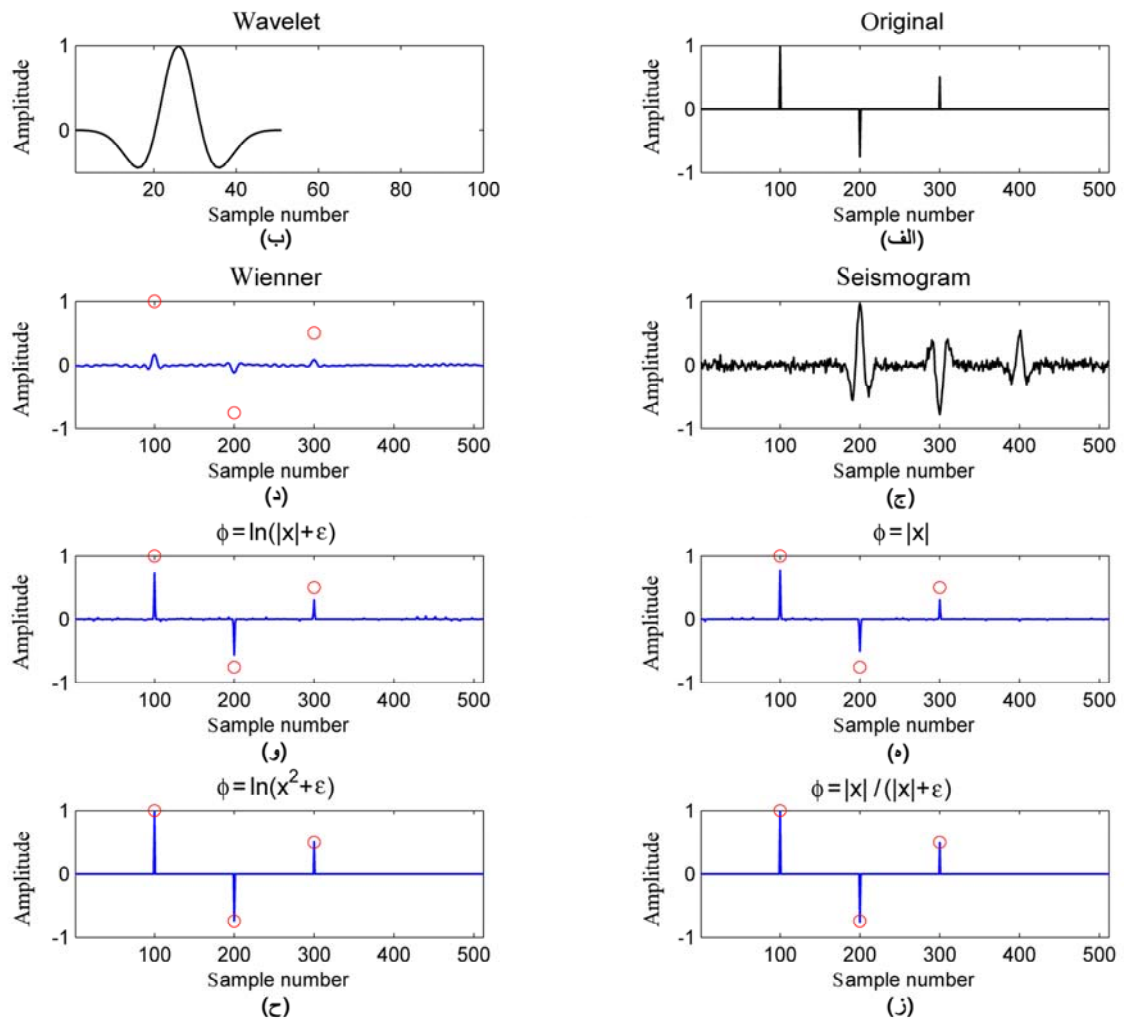 Wavelet
Amplitude
1
0
20 40 60 80 100
Sample number
(ب)
Original
Amplitude
1
0
-1
100 200 300 400 500
Sample number
(الف)
Wienner
Amplitude
1
0
-1
100 200 300 400 500
Sample number
(د)
Seismogram
Amplitude
1
0
-1
100 200 300 400 500
Sample number
(ج)
ϕ=ln(|x|+ε)
Amplitude
1
0
-1
100 200 300 400 500
Sample number
(و)
ϕ=|x|
Amplitude
1
0
-1
100 200 300 400 500
Sample number
(ه)
ϕ=ln(x²+ε)
Amplitude
1
0
-1
100 200 300 400 500
Sample number
(ح)
ϕ=|x| /(|x|+ε)
Amplitude
1
0
-1
100 200 300 400 500
Sample number
(ز)